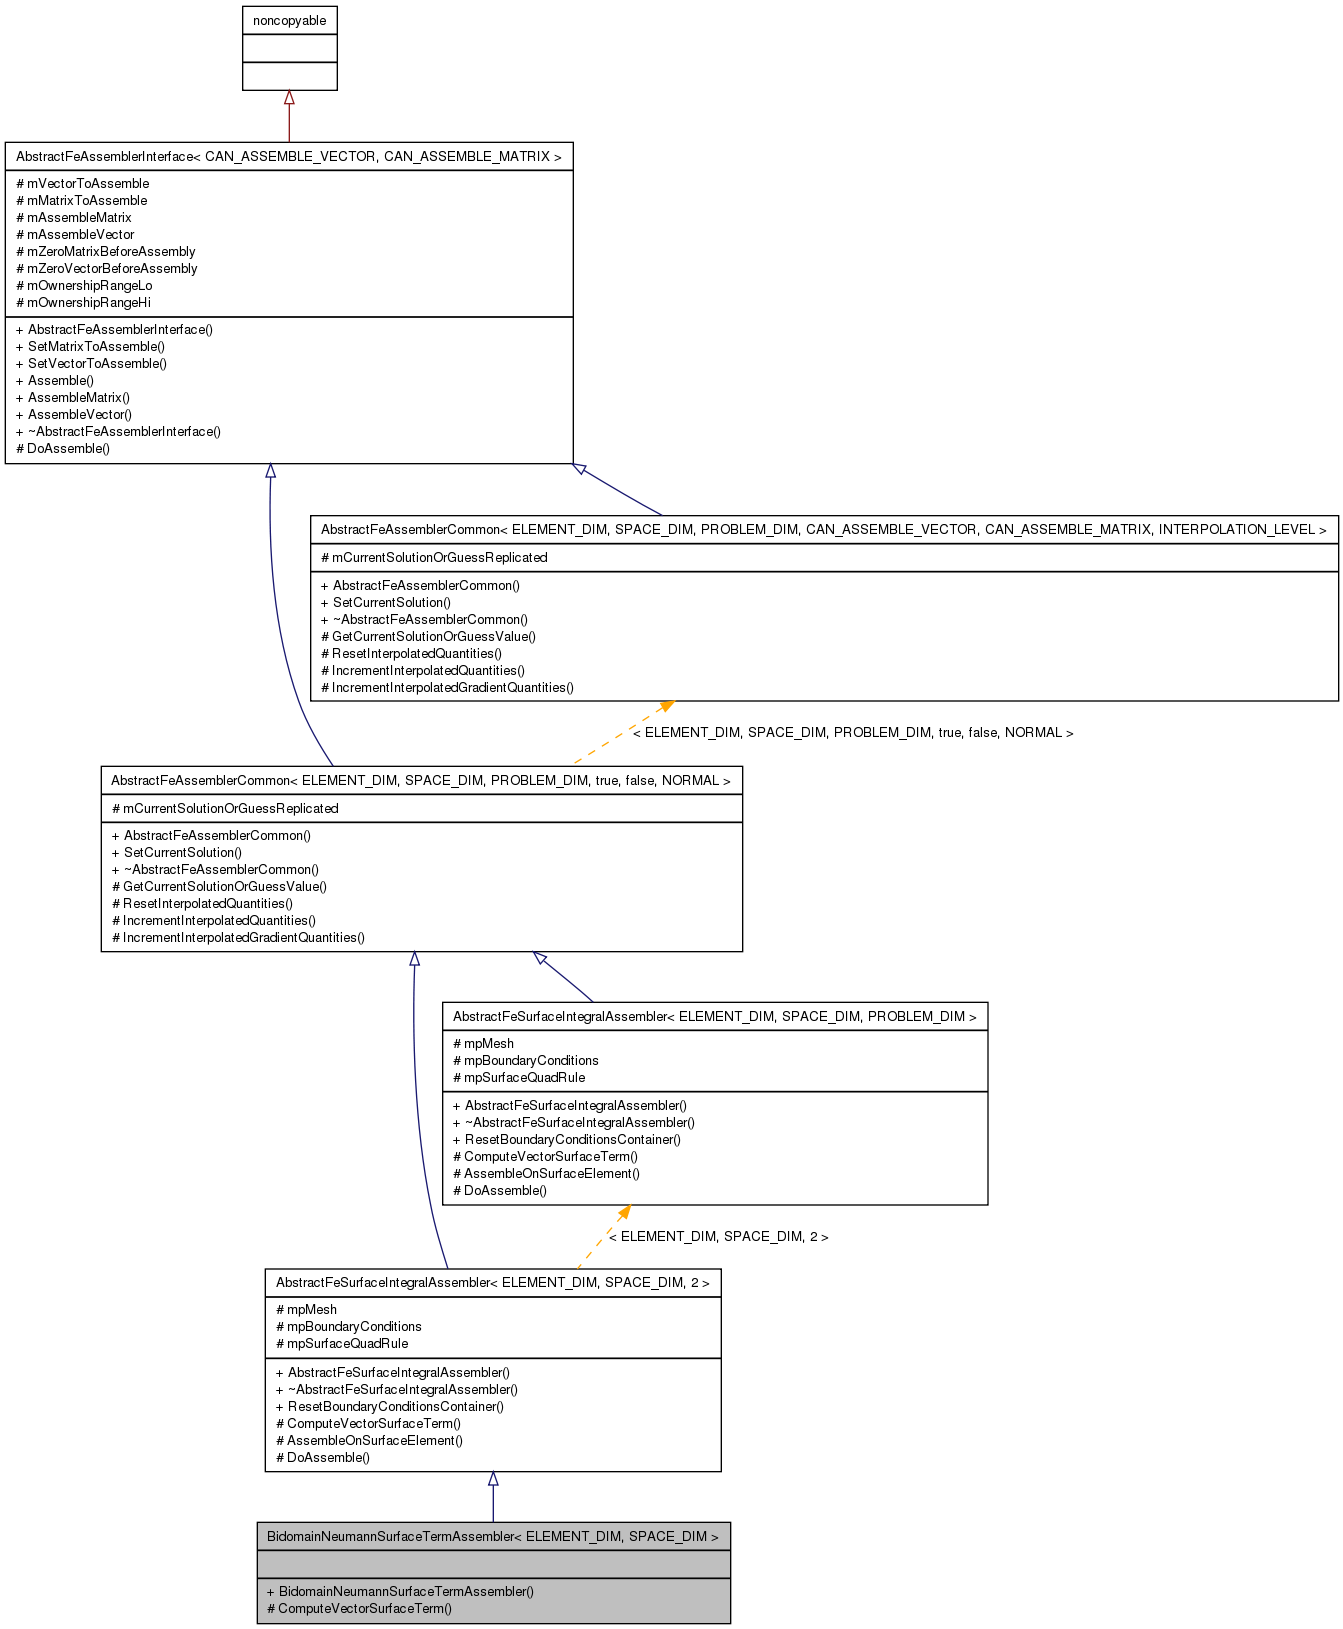 noncopyable
AbstractFeAssemblerInterface< CAN_ASSEMBLE_VECTOR, CAN_ASSEMBLE_MATRIX >
# mVectorToAssemble
# mMatrixToAssemble
# mAssembleMatrix
# mAssembleVector
# mZeroMatrixBeforeAssembly
# mZeroVectorBeforeAssembly
# mOwnershipRangeLo
# mOwnershipRangeHi
+ AbstractFeAssemblerInterface()
+ SetMatrixToAssemble()
+ SetVectorToAssemble()
+ Assemble()
+ AssembleMatrix()
+ AssembleVector()
+ ~AbstractFeAssemblerInterface()
# DoAssemble()
AbstractFeAssemblerCommon< ELEMENT_DIM, SPACE_DIM, PROBLEM_DIM, CAN_ASSEMBLE_VECTOR, CAN_ASSEMBLE_MATRIX, INTERPOLATION_LEVEL >
# mCurrentSolutionOrGuessReplicated
+ AbstractFeAssemblerCommon()
+ SetCurrentSolution()
+ ~AbstractFeAssemblerCommon()
# GetCurrentSolutionOrGuessValue()
# ResetInterpolatedQuantities()
# IncrementInterpolatedQuantities()
# IncrementInterpolatedGradientQuantities()
< ELEMENT_DIM, SPACE_DIM, PROBLEM_DIM, true, false, NORMAL >
AbstractFeAssemblerCommon< ELEMENT_DIM, SPACE_DIM, PROBLEM_DIM, true, false, NORMAL >
# mCurrentSolutionOrGuessReplicated
+ AbstractFeAssemblerCommon()
+ SetCurrentSolution()
+ ~AbstractFeAssemblerCommon()
# GetCurrentSolutionOrGuessValue()
# ResetInterpolatedQuantities()
# IncrementInterpolatedQuantities()
# IncrementInterpolatedGradientQuantities()
AbstractFeSurfaceIntegralAssembler< ELEMENT_DIM, SPACE_DIM, PROBLEM_DIM >
# mpMesh
# mpBoundaryConditions
# mpSurfaceQuadRule
+ AbstractFeSurfaceIntegralAssembler()
+ ~AbstractFeSurfaceIntegralAssembler()
+ ResetBoundaryConditionsContainer()
# ComputeVectorSurfaceTerm()
# AssembleOnSurfaceElement()
# DoAssemble()
< ELEMENT_DIM, SPACE_DIM, 2 >
AbstractFeSurfaceIntegralAssembler< ELEMENT_DIM, SPACE_DIM, 2 >
# mpMesh
# mpBoundaryConditions
# mpSurfaceQuadRule
+ AbstractFeSurfaceIntegralAssembler()
+ ~AbstractFeSurfaceIntegralAssembler()
+ ResetBoundaryConditionsContainer()
# ComputeVectorSurfaceTerm()
# AssembleOnSurfaceElement()
# DoAssemble()
BidomainNeumannSurfaceTermAssembler< ELEMENT_DIM, SPACE_DIM >
+ BidomainNeumannSurfaceTermAssembler()
# ComputeVectorSurfaceTerm()